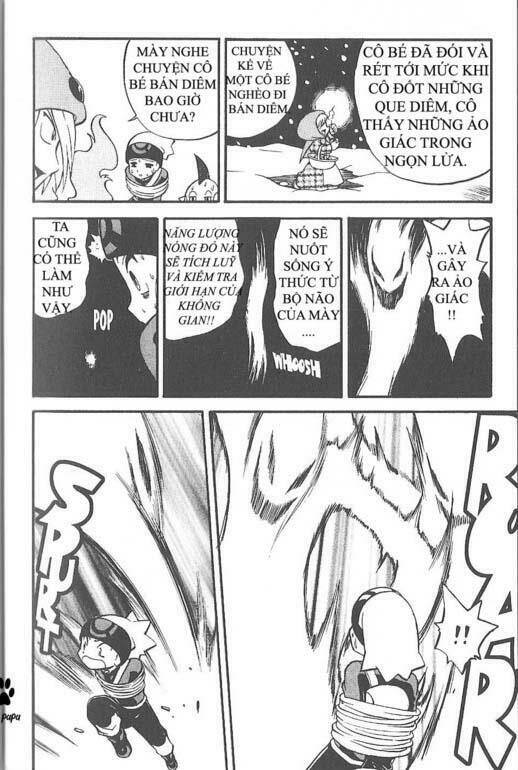 MÀY NGHE
CHUYỆN CÔ
BÉ BÁN DIÊM
BAO GIỜ
CHƯA?
CHUYỆN
KỂ VỀ
MỘT CÔ BÉ
NGHÈO ĐI
BÁN DIÊM.
CÔ BÉ ĐÃ ĐÓI VÀ
RÉT TỚI MỨC KHI
CÔ ĐỐT NHỮNG
QUE DIÊM, CÔ
THẤY NHỮNG ẢO
GIÁC TRONG
NGỌN LỬA.
TA
CŨNG
CÓ THỂ
LÀM
NHƯ
VẬY
POP
NĂNG LƯỢNG
NÓNG ĐỎ NÀY
SẼ TÍCH LUỸ
VÀ KIỂM TRA
GIỚI HẠN CỦA
KHÔNG
GIAN!!
NÓ SẼ
NUỐT
SỐNG Ý
THỨC TỪ
BỘ NÃO
CỦA MÀY
....
WHOOSH
...VÀ
GÂY
RA ẢO
GIÁC
!!
SPURT
ROAR
!!
papa